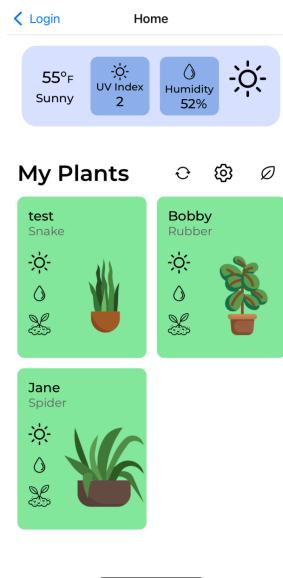 Login
Home
55°F
Sunny
UV Index
2
Humidity
52%
My Plants
test
Snake
Bobby
Rubber
Jane
Spider